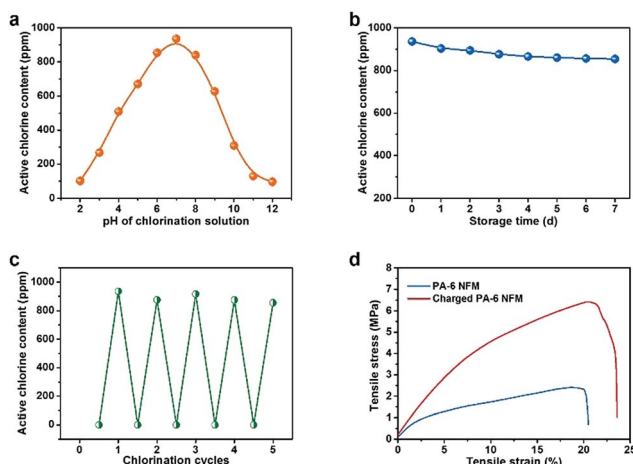 a
Active chlorine content (ppm)
1000
800
600
400
200
0
2 4 6 8 10 12
pH of chlorination solution
b
Active chlorine content (ppm)
1000
800
600
400
200
0 1 2 3 4 5 6 7
Storage time (d)
c
Active chlorine content (ppm)
1000
800
600
400
200
0
0 1 2 3 4 5
Chlorination cycles
d
Tensile stress (MPa)
8
7
6
5
4
3
2
1
0
PA-6 NFM
Charged PA-6 NFM
0 5 10 15 20 25
Tensile strain (%)